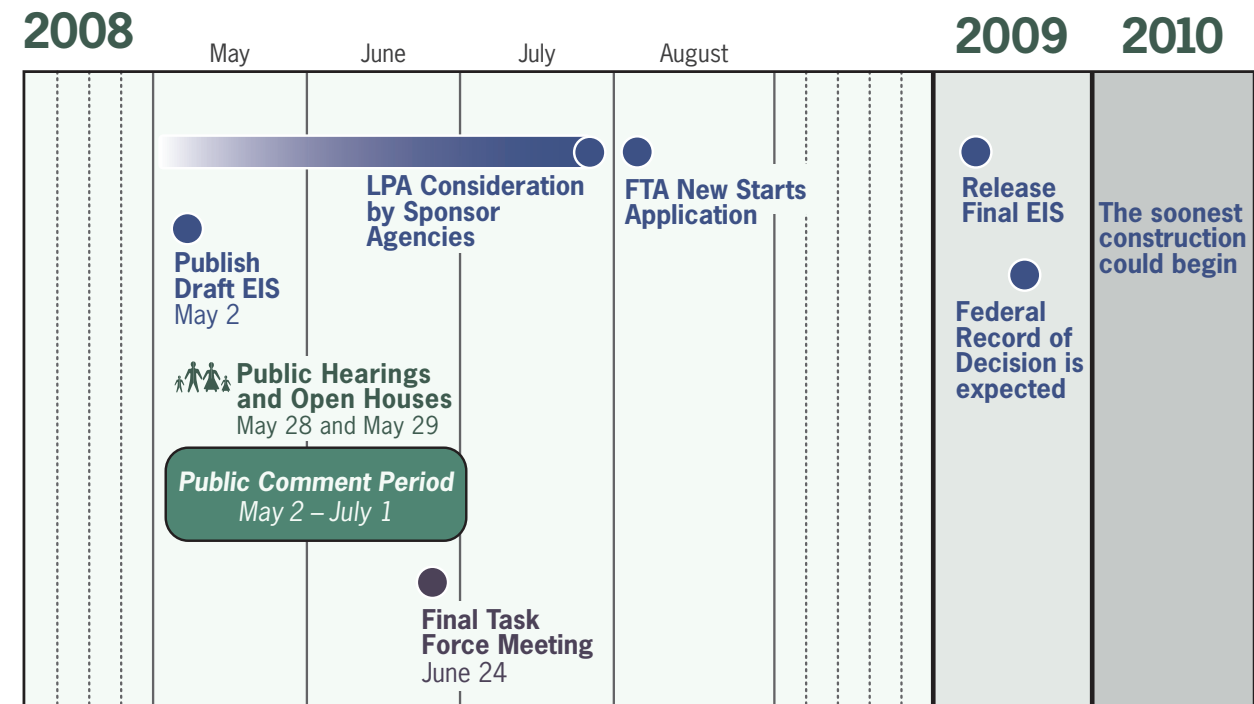 2008
May
June
July
August
2009
2010
LPA Consideration
by Sponsor
Agencies
FTA New Starts
Application
Release
Final EIS
The soonest
construction
could begin
Publish
Draft EIS
May 2
Federal
Record of
Decision is
expected
Public Hearings
and Open Houses
May 28 and May 29
Public Comment Period
May 2 – July 1
Final Task
Force Meeting
June 24